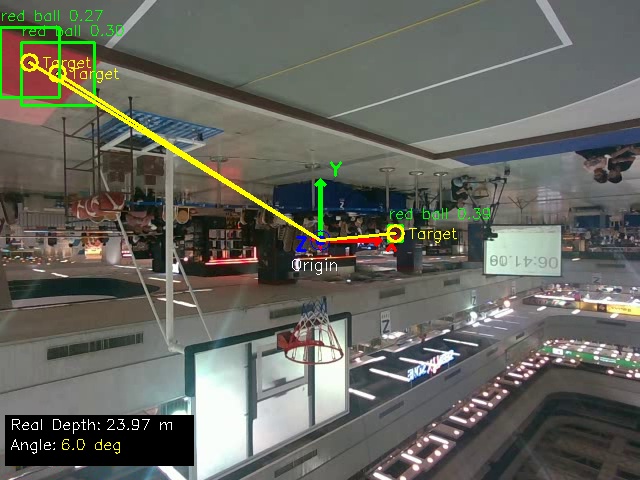 red ball 0.27
red ball 0.30
Target
Target
Y
red ball 0.39
Target
Z
Origin
06:41.08
Z
Real Depth: 23.97 m
Angle: 6.0 deg